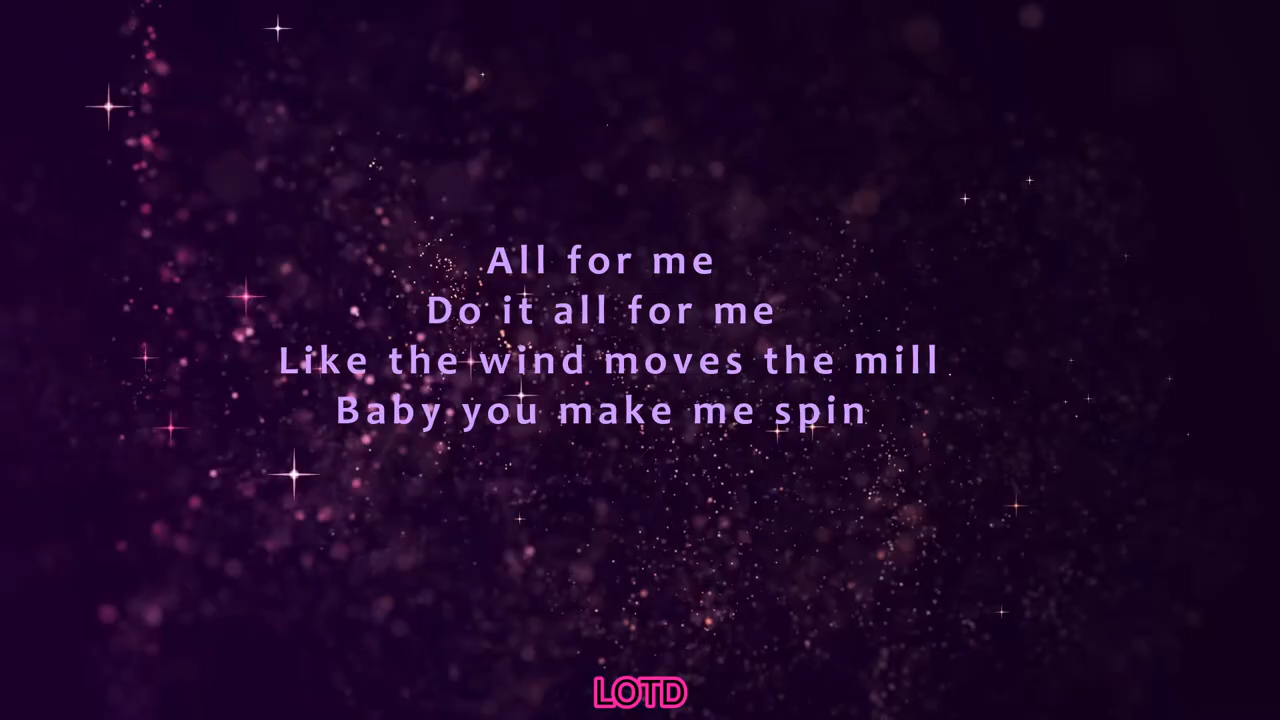 All for me
Do it all for me
Like the wind moves the mill
Baby you make me spin
LOTD